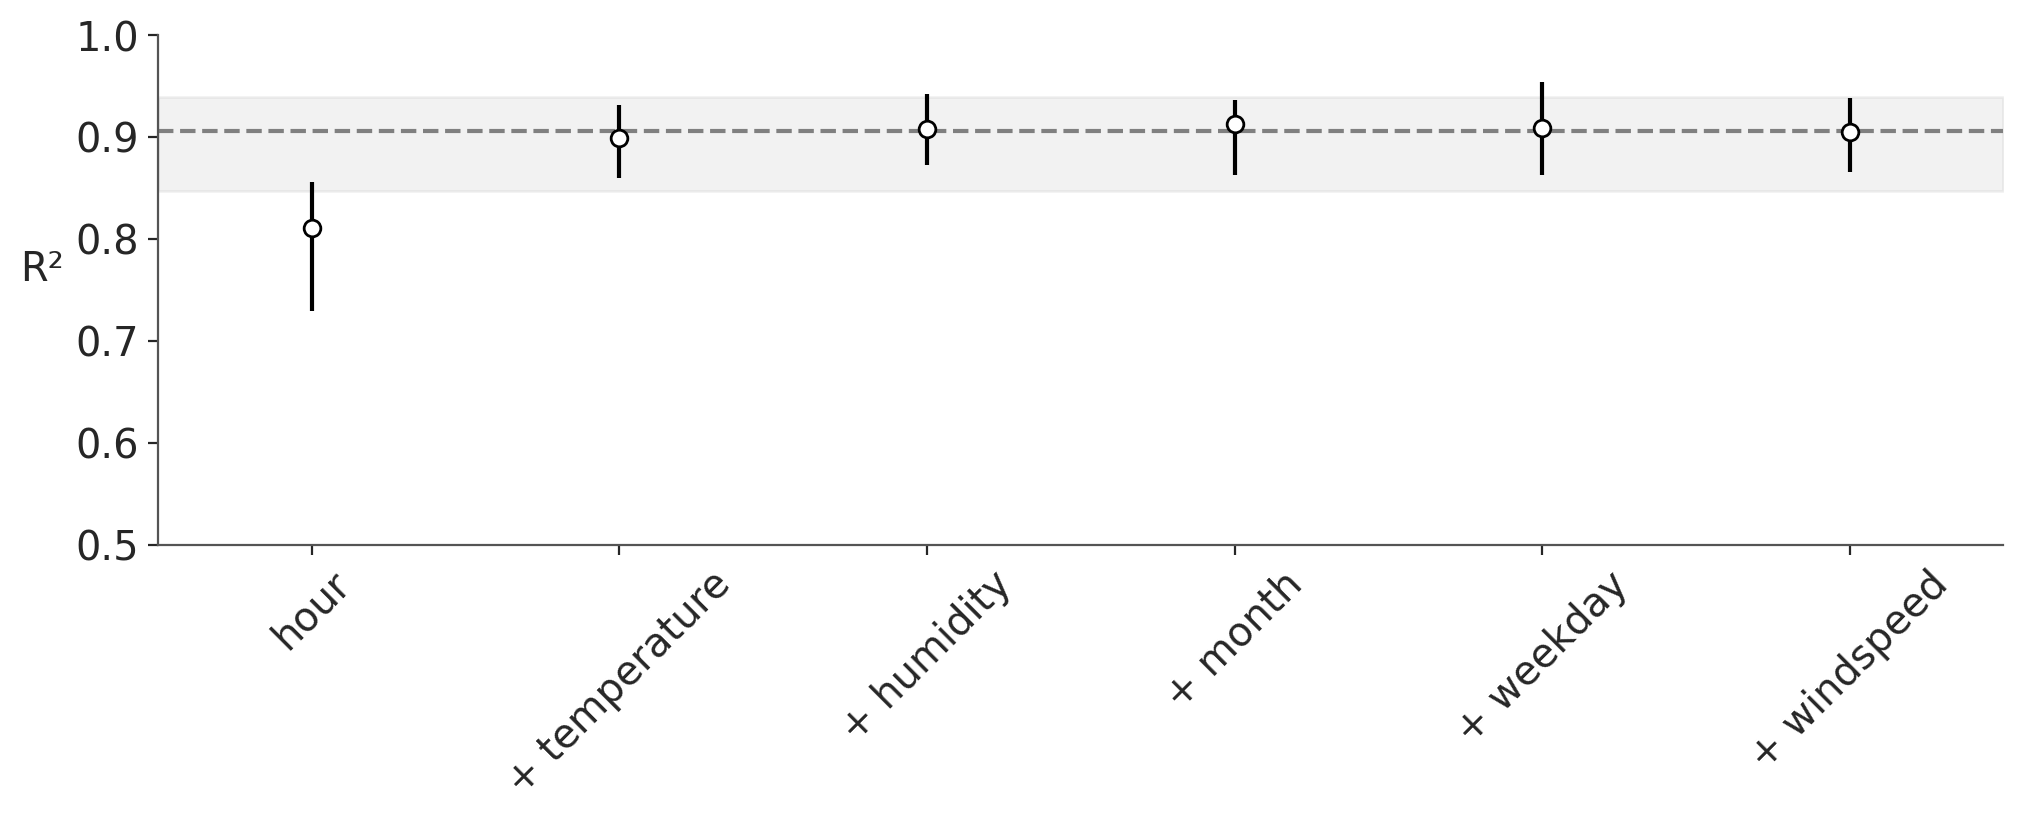 1.0
0.9
0.8
0.7
0.6
0.5
R²
hour
+ temperature
+ humidity
+ month
+ weekday
+ windspeed